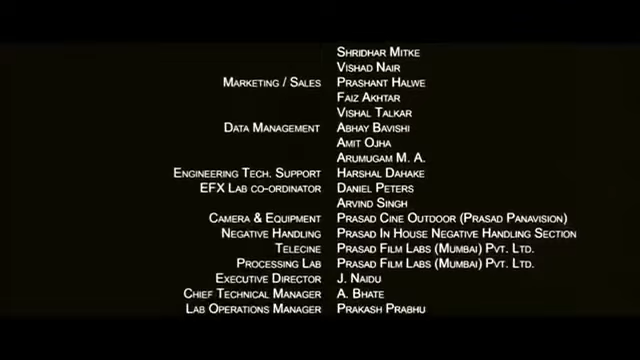 Shridhar Mitke
Vishad Nair
Marketing / Sales Prashant Halwe
Faiz Akhtar
Vishal Talkar
Data Management Abhay Bavishi
Amit Ojha
Arumugam M. A.
Engineering Tech. Support Harshal Dahake
EFX Lab co-ordinator Daniel Peters
Arvind Singh
Camera & Equipment Prasad Cine Outdoor (Prasad Panavision)
Negative Handling Prasad In House Negative Handling Section
Telecine Prasad Film Labs (Mumbai) Pvt. Ltd.
Processing Lab Prasad Film Labs (Mumbai) Pvt. Ltd.
Executive Director J. Naidu
Chief Technical Manager A. Bhate
Lab Operations Manager Prakash Prabhu